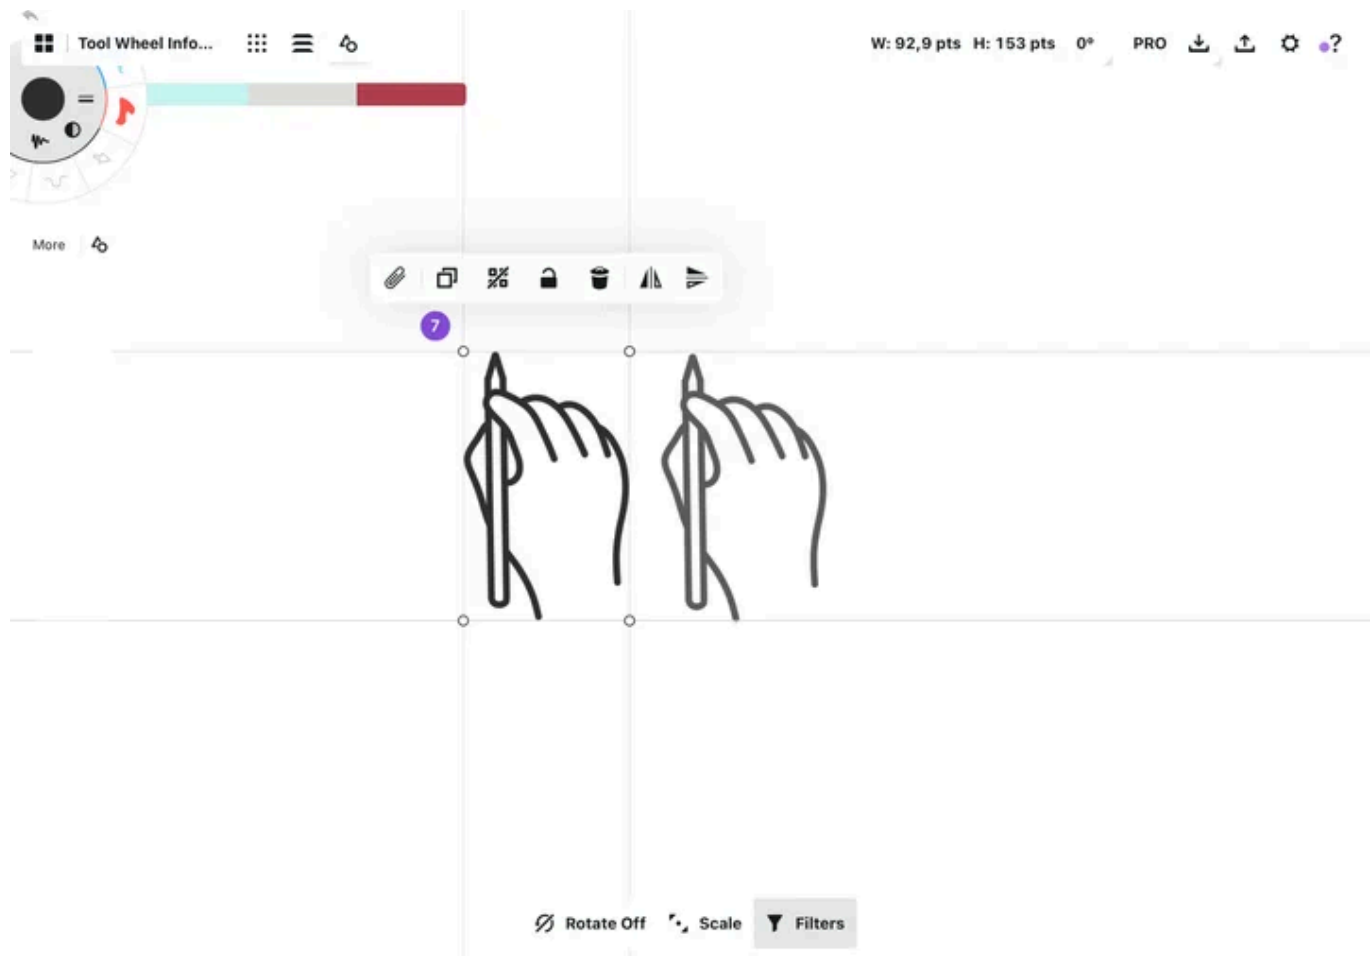 Tool Wheel Info...
W: 92,9 pts H: 153 pts 0° PRO ?
More
7
Rotate Off Scale Filters